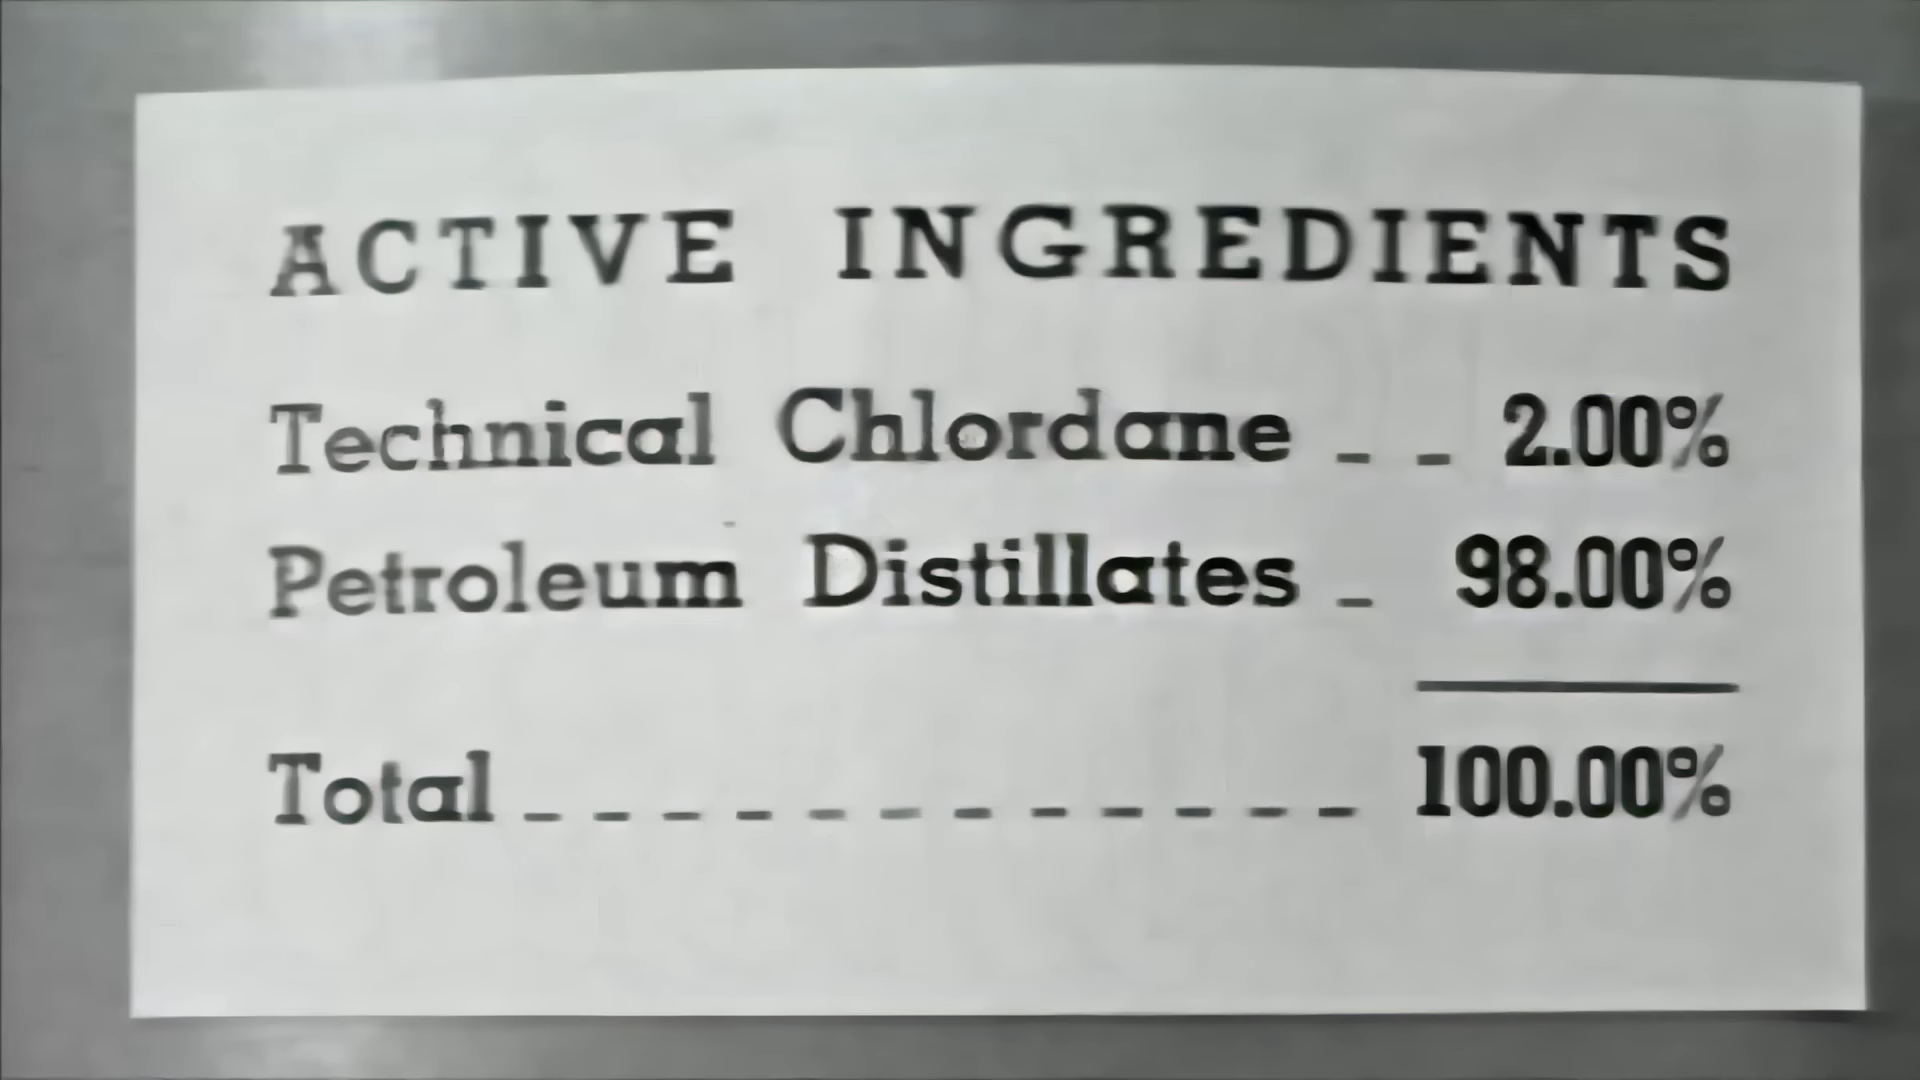 ACTIVE INGREDIENTS
Technical Chlordane _ _ 2.00%
Petroleum Distillates _ 98.00%
Total _ _ _ _ _ _ _ _ _ _ _ _ 100.00%